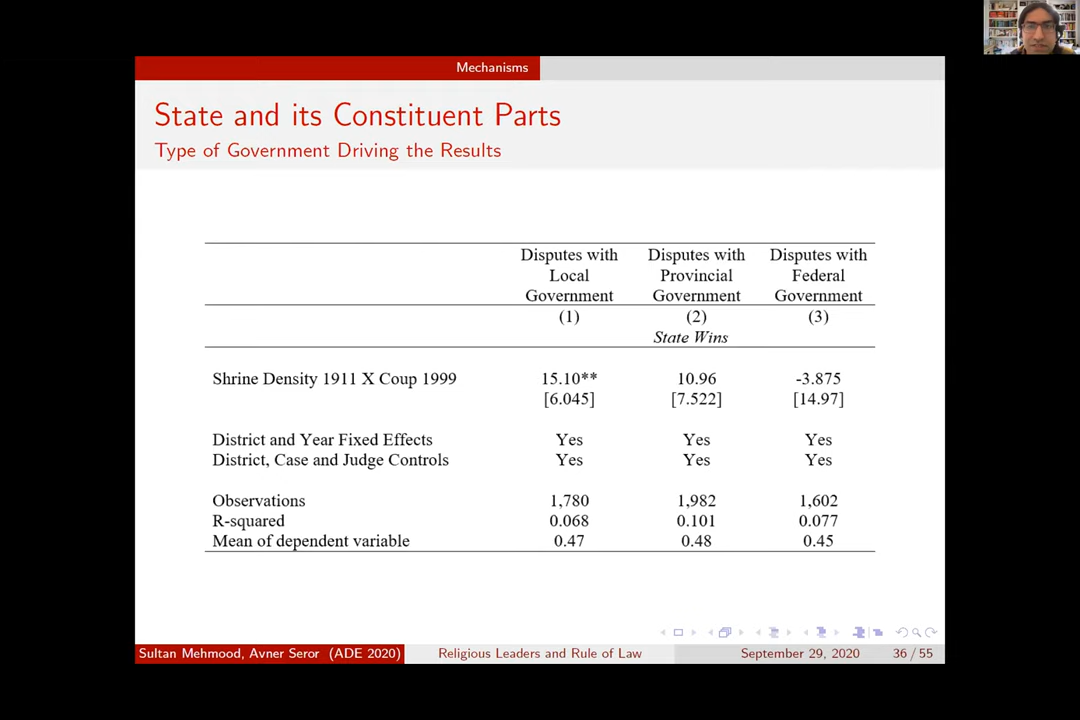 Mechanisms
State and its Constituent Parts
Type of Government Driving the Results
Disputes with Disputes with Disputes with
Local Provincial Federal
Government Government Government
(1) (2) (3)
State Wins
Shrine Density 1911 X Coup 1999 15.10** 10.96 -3.875
[6.045] [7.522] [14.97]
District and Year Fixed Effects Yes Yes Yes
District, Case and Judge Controls Yes Yes Yes
Observations 1,780 1,982 1,602
R-squared 0.068 0.101 0.077
Mean of dependent variable 0.47 0.48 0.45
Sultan Mehmood, Avner Seror (ADE 2020) Religious Leaders and Rule of Law September 29, 2020 36 / 55